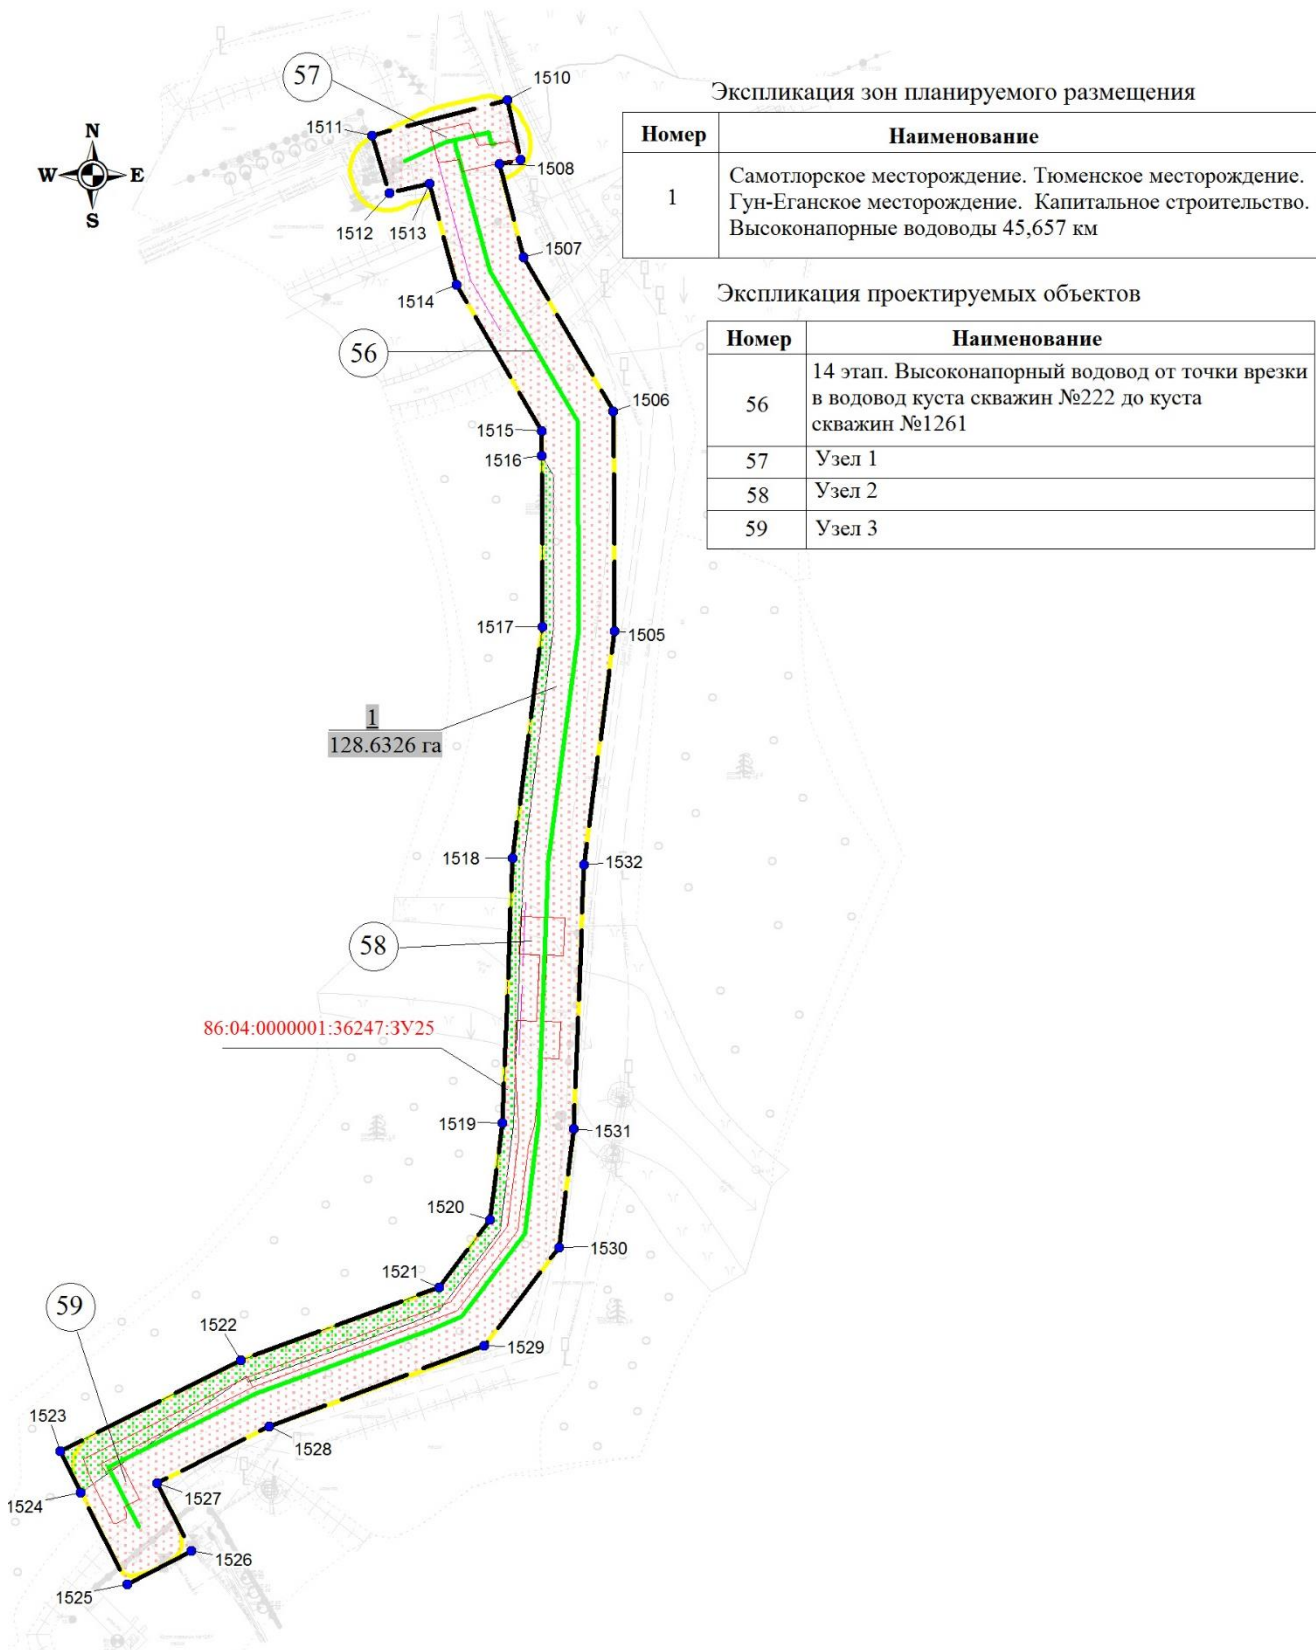 57
1510
Экспликация зон планируемого размещения
Номер
Наименование
1
Самотлорское месторождение. Тюменское месторождение.
Гун-Еганское месторождение. Капитальное строительство.
Высоконапорные водоводы 45,657 км
N
W
E
S
1511
1508
1512
1513
1507
1514
Экспликация проектируемых объектов
Номер
Наименование
56
14 этап. Высоконапорный водовод от точки врезки
в водовод куста скважин №222 до куста
скважин №1261
57
Узел 1
58
Узел 2
59
Узел 3
56
1506
1515
1516
1517
1505
1
128.6326 га
1518
1532
58
86:04:0000001:36247:ЗУ25
1519
1531
1520
1530
1521
59
1522
1529
1523
1528
1524
1527
1526
1525